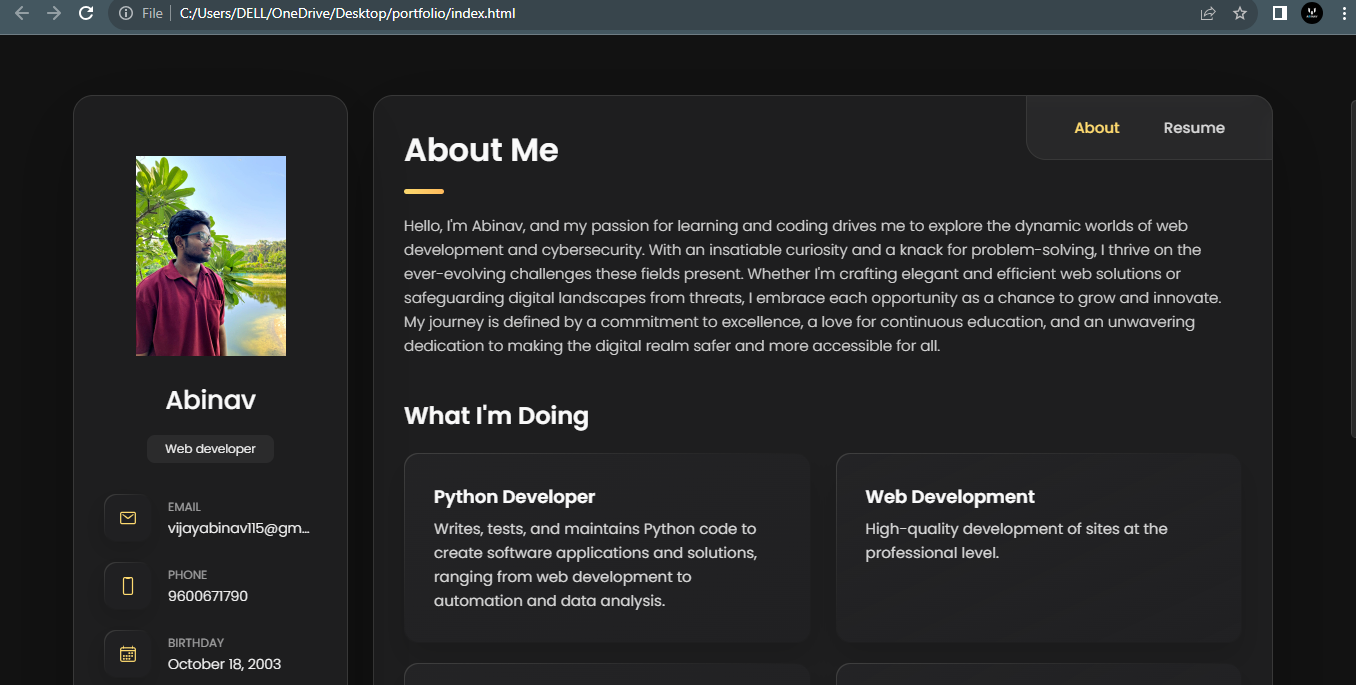 File
C:/Users/DELL/OneDrive/Desktop/portfolio/index.html
About
Resume
Abinav
Web developer
EMAIL
vijayabinav115@gm...
PHONE
9600671790
BIRTHDAY
October 18, 2003
About Me
Hello, I'm Abinav, and my passion for learning and coding drives me to explore the dynamic worlds of web
development and cybersecurity. With an insatiable curiosity and a knack for problem-solving, I thrive on the
ever-evolving challenges these fields present. Whether I'm crafting elegant and efficient web solutions or
safeguarding digital landscapes from threats, I embrace each opportunity as a chance to grow and innovate.
My journey is defined by a commitment to excellence, a love for continuous education, and an unwavering
dedication to making the digital realm safer and more accessible for all.
What I'm Doing
Python Developer
Writes, tests, and maintains Python code to
create software applications and solutions,
ranging from web development to
automation and data analysis.
Web Development
High-quality development of sites at the
professional level.